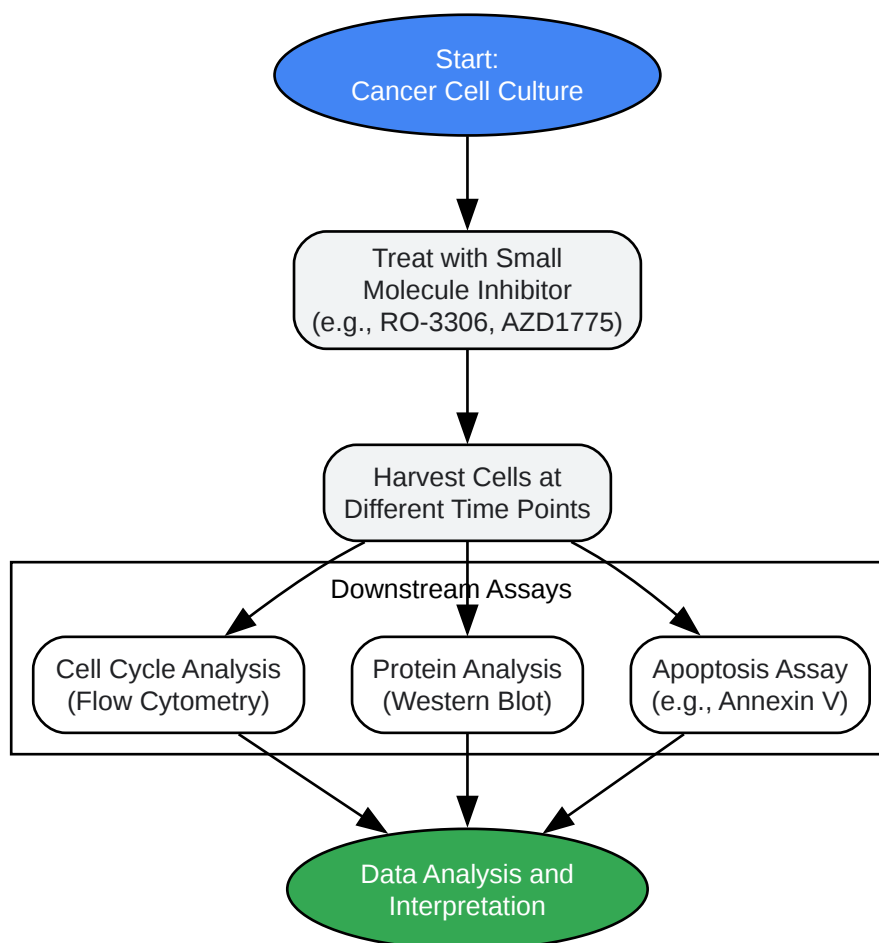 Start:
Cancer Cell Culture
Treat with Small
Molecule Inhibitor
(e.g., RO-3306, AZD1775)
Harvest Cells at
Different Time Points
Downstream Assays
Cell Cycle Analysis
(Flow Cytometry)
Protein Analysis
(Western Blot)
Apoptosis Assay
(e.g., Annexin V)
Data Analysis and
Interpretation